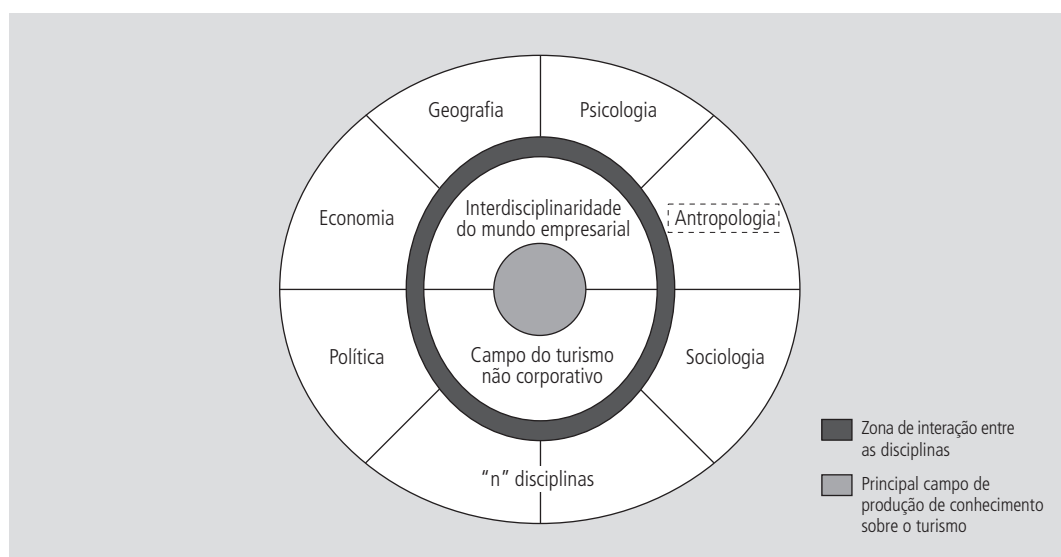 Geografia
Psicologia
Economia
Interdisciplinaridade
do mundo empresarial
Antropologia
Política
Campo do turismo
não corporativo
Sociologia
“n” disciplinas
Zona de interação entre
as disciplinas
Principal campo de
produção de conhecimento
sobre o turismo